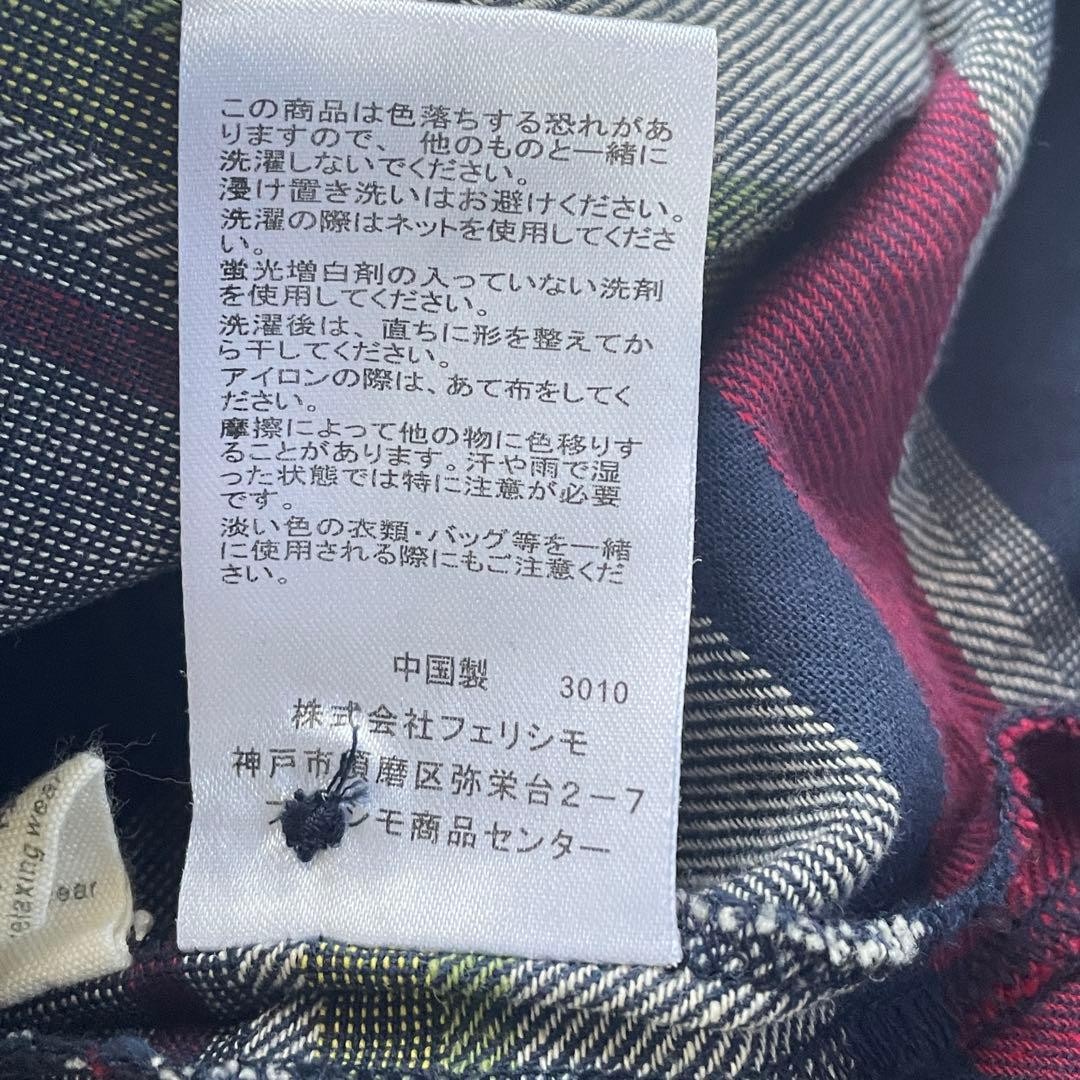 この商品は色落ちする恐れがあ
りますので、他のものと一緒に
洗濯しないでください。
浸け置き洗いはお避けください。
洗濯の際はネットを使用してくださ
い。
蛍光増白剤の入っていない洗剤
を使用してください。
洗濯後は、直ちに形を整えてか
ら干してください。
アイロンの際は、あて布をしてく
ださい。
摩擦によって他の物に色移りす
ることがあります。汗や雨で湿
った状態では特に注意が必要
です。
淡い色の衣類・バッグ等を一緒
に使用される際にもご注意くだ
さい。
中国製 3010
株式会社フェリシモ
神戸市須磨区弥栄台2-7
シモ商品センター
relaxing wear
ear